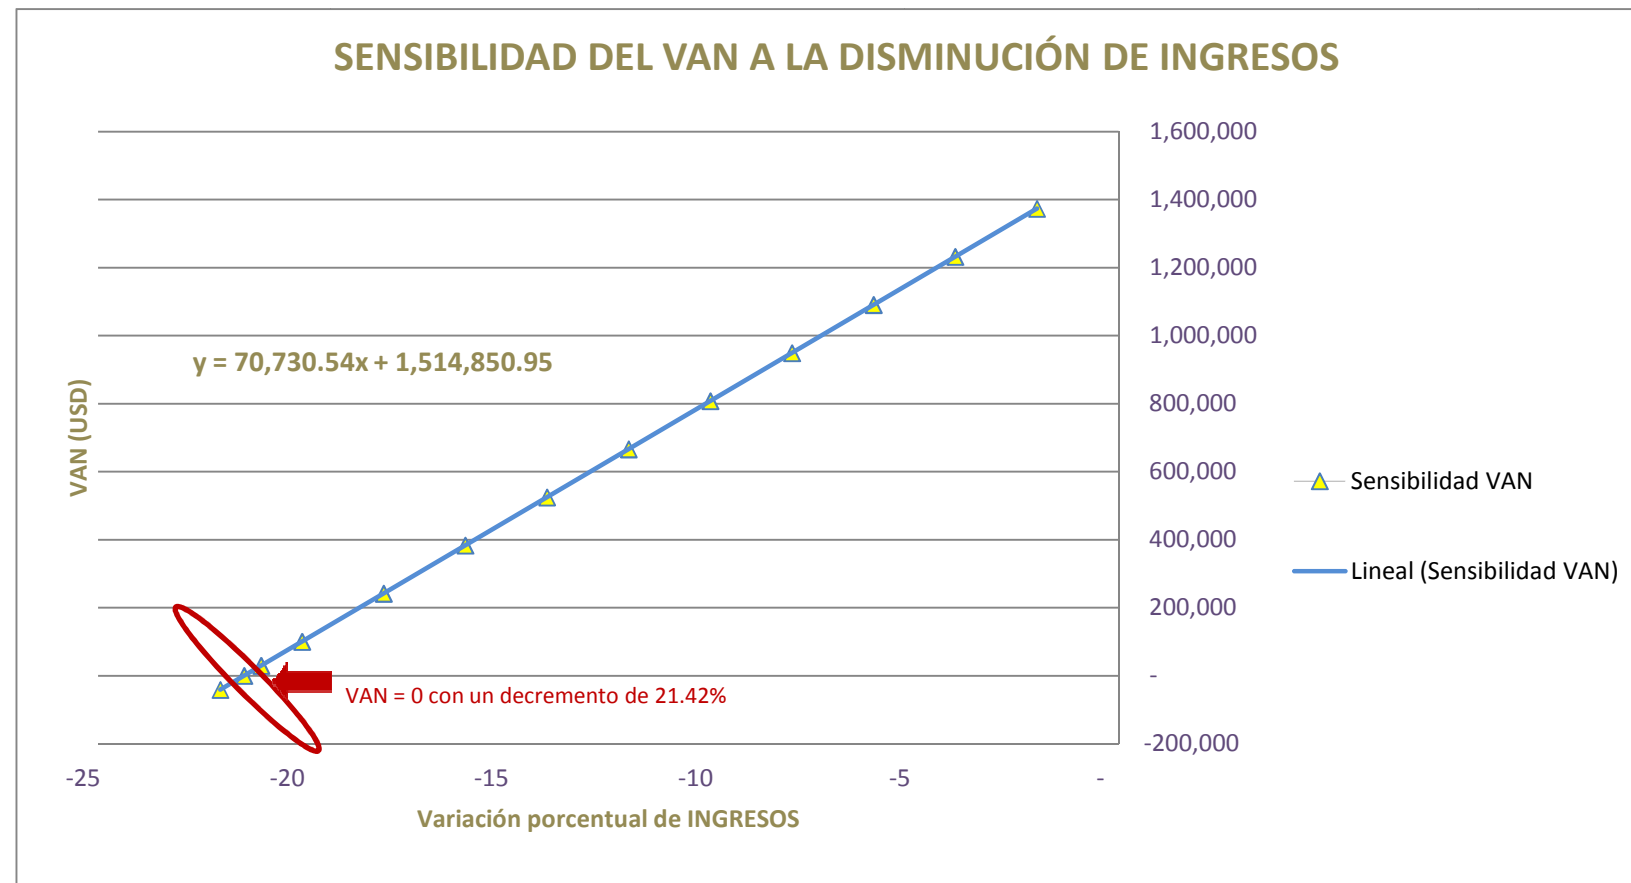 SENSIBILIDAD DEL VAN A LA DISMINUCIÓN DE INGRESOS
1,600,000
1,400,000
1,200,000
1,000,000
800,000
600,000
400,000
200,000
-
-200,000
y = 70,730.54x + 1,514,850.95
VAN (USD)
VAN = 0 con un decremento de 21.42%
Sensibilidad VAN
Lineal (Sensibilidad VAN)
-25 -20 -15 -10 -5 -
Variación porcentual de INGRESOS